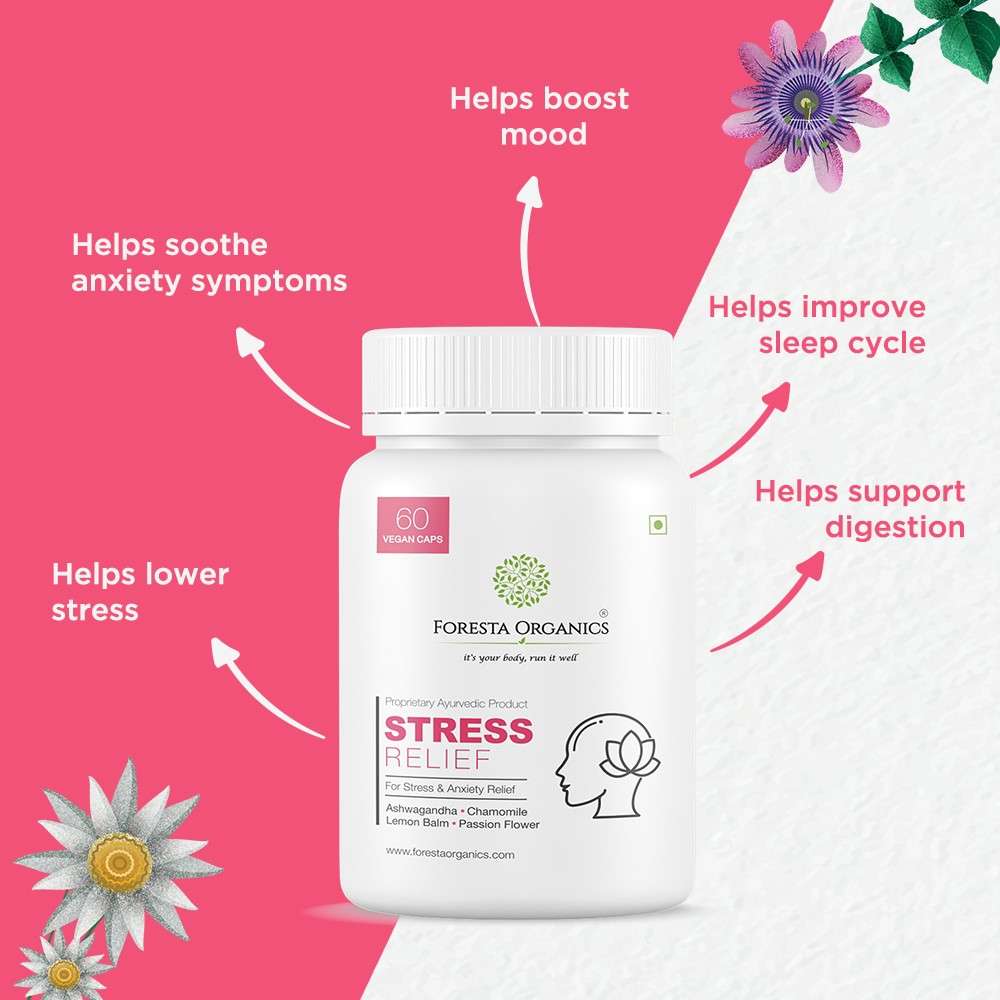 Helps boost
mood
Helps soothe
anxiety symptoms
Helps improve
sleep cycle
Helps support
digestion
Helps lower
stress
60
VEGAN CAPS
FORESTA ORGANICS®
it's your body, run it well
Proprietary Ayurvedic Product
STRESS
RELIEF
For Stress & Anxiety Relief
Ashwagandha • Chamomile
Lemon Balm • Passion Flower
www.forestaorganics.com